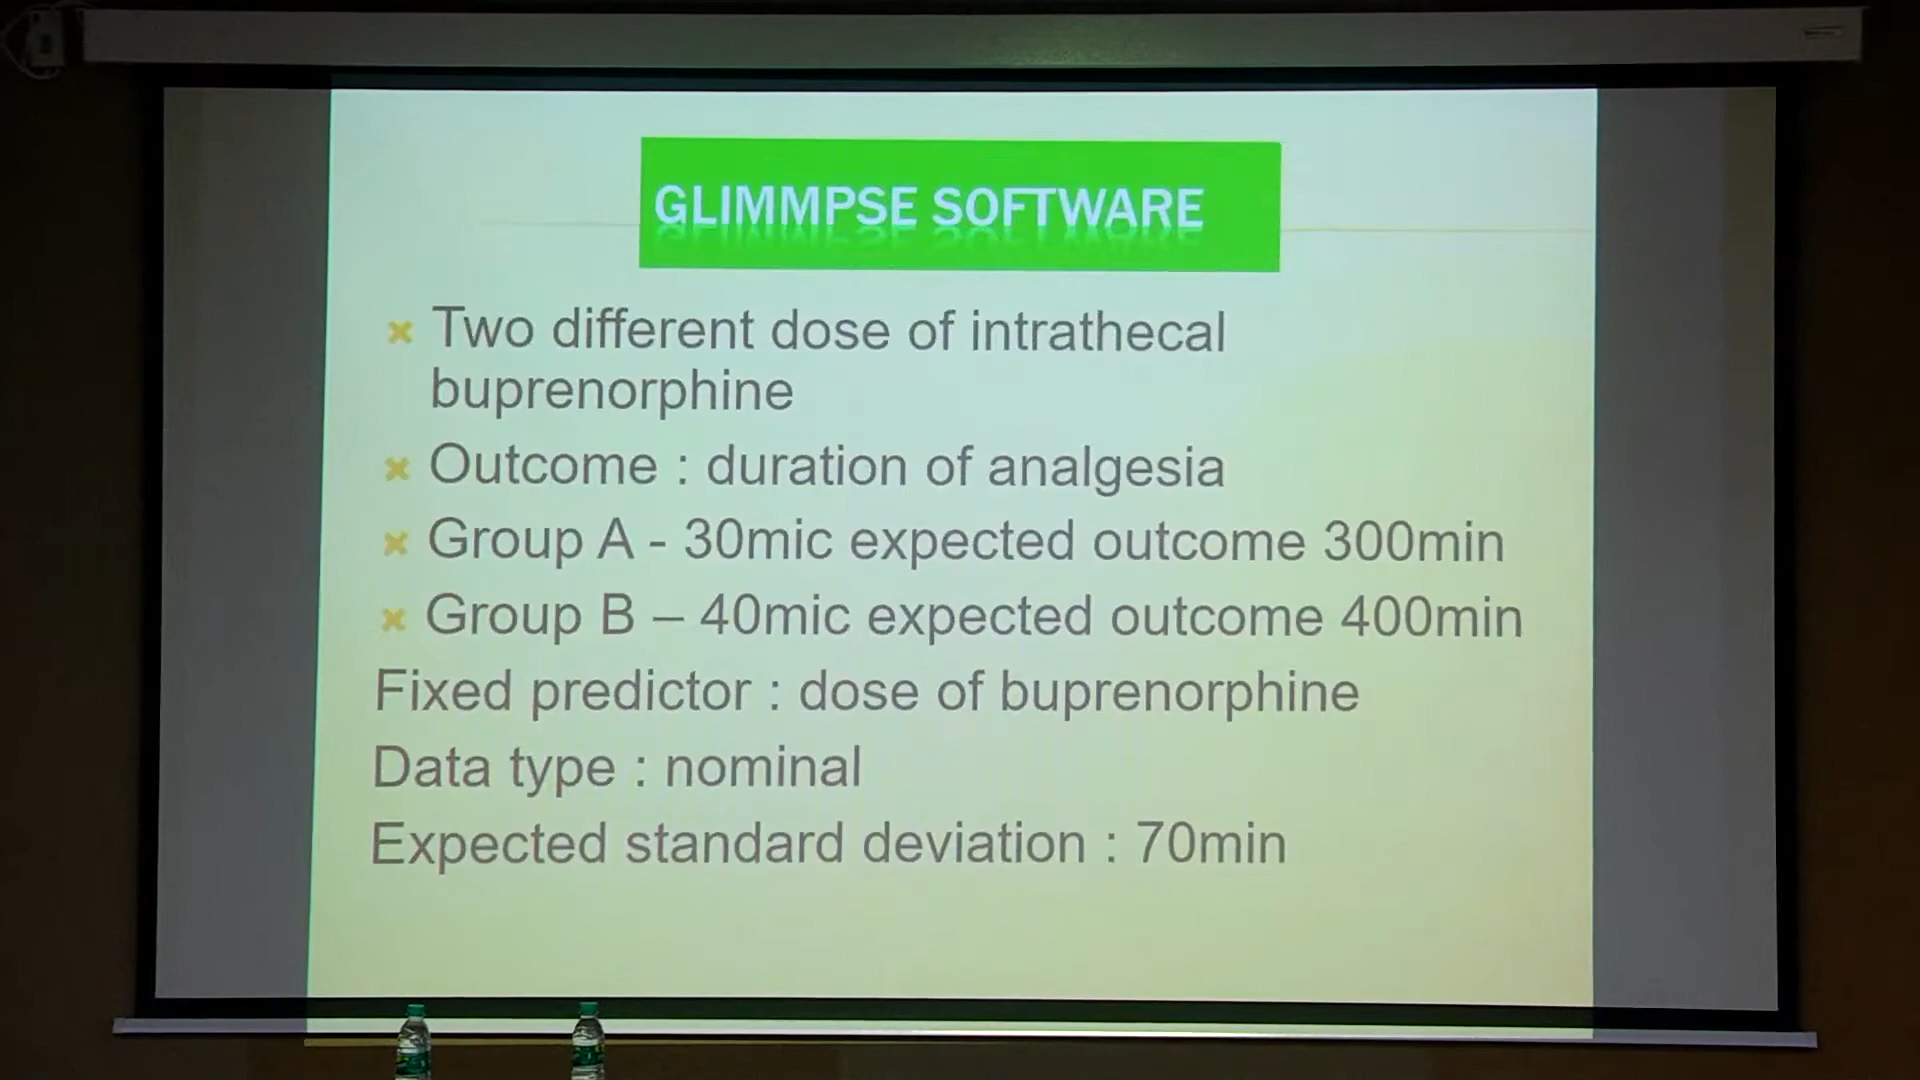 GLIMMPSE SOFTWARE
Two different dose of intrathecal
buprenorphine
Outcome : duration of analgesia
Group A - 30mic expected outcome 300min
Group B – 40mic expected outcome 400min
Fixed predictor : dose of buprenorphine
Data type : nominal
Expected standard deviation : 70min